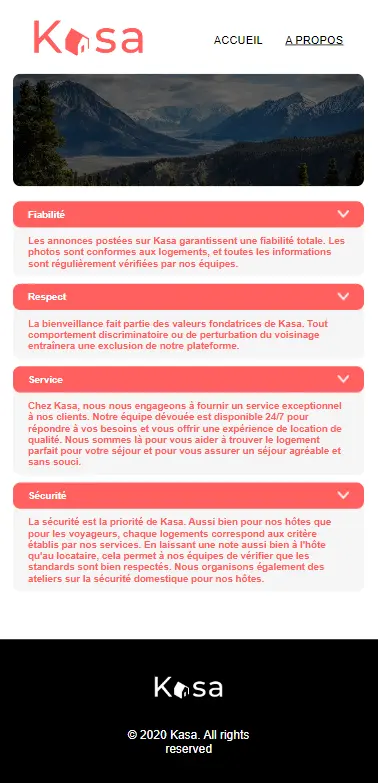 Kasa
ACCUEIL A PROPOS
Fiabilité
Les annonces postées sur Kasa garantissent une fiabilité totale. Les
photos sont conformes aux logements, et toutes les informations
sont régulièrement vérifiées par nos équipes.
Respect
La bienveillance fait partie des valeurs fondatrices de Kasa. Tout
comportement discriminatoire ou de perturbation du voisinage
entraînera une exclusion de notre plateforme.
Service
Chez Kasa, nous nous engageons à fournir un service exceptionnel
à nos clients. Notre équipe dévouée est disponible 24/7 pour
répondre à vos besoins et vous offrir une expérience de location de
qualité. Nous sommes là pour vous aider à trouver le logement
parfait pour votre séjour et pour vous assurer un séjour agréable et
sans souci.
Sécurité
La sécurité est la priorité de Kasa. Aussi bien pour nos hôtes que
pour les voyageurs, chaque logements correspond aux critère
établis par nos services. En laissant une note aussi bien à l'hôte
qu'au locataire, cela permet à nos équipes de vérifier que les
standards sont bien respectés. Nous organisons également des
ateliers sur la sécurité domestique pour nos hôtes.
Kasa
© 2020 Kasa. All rights
reserved